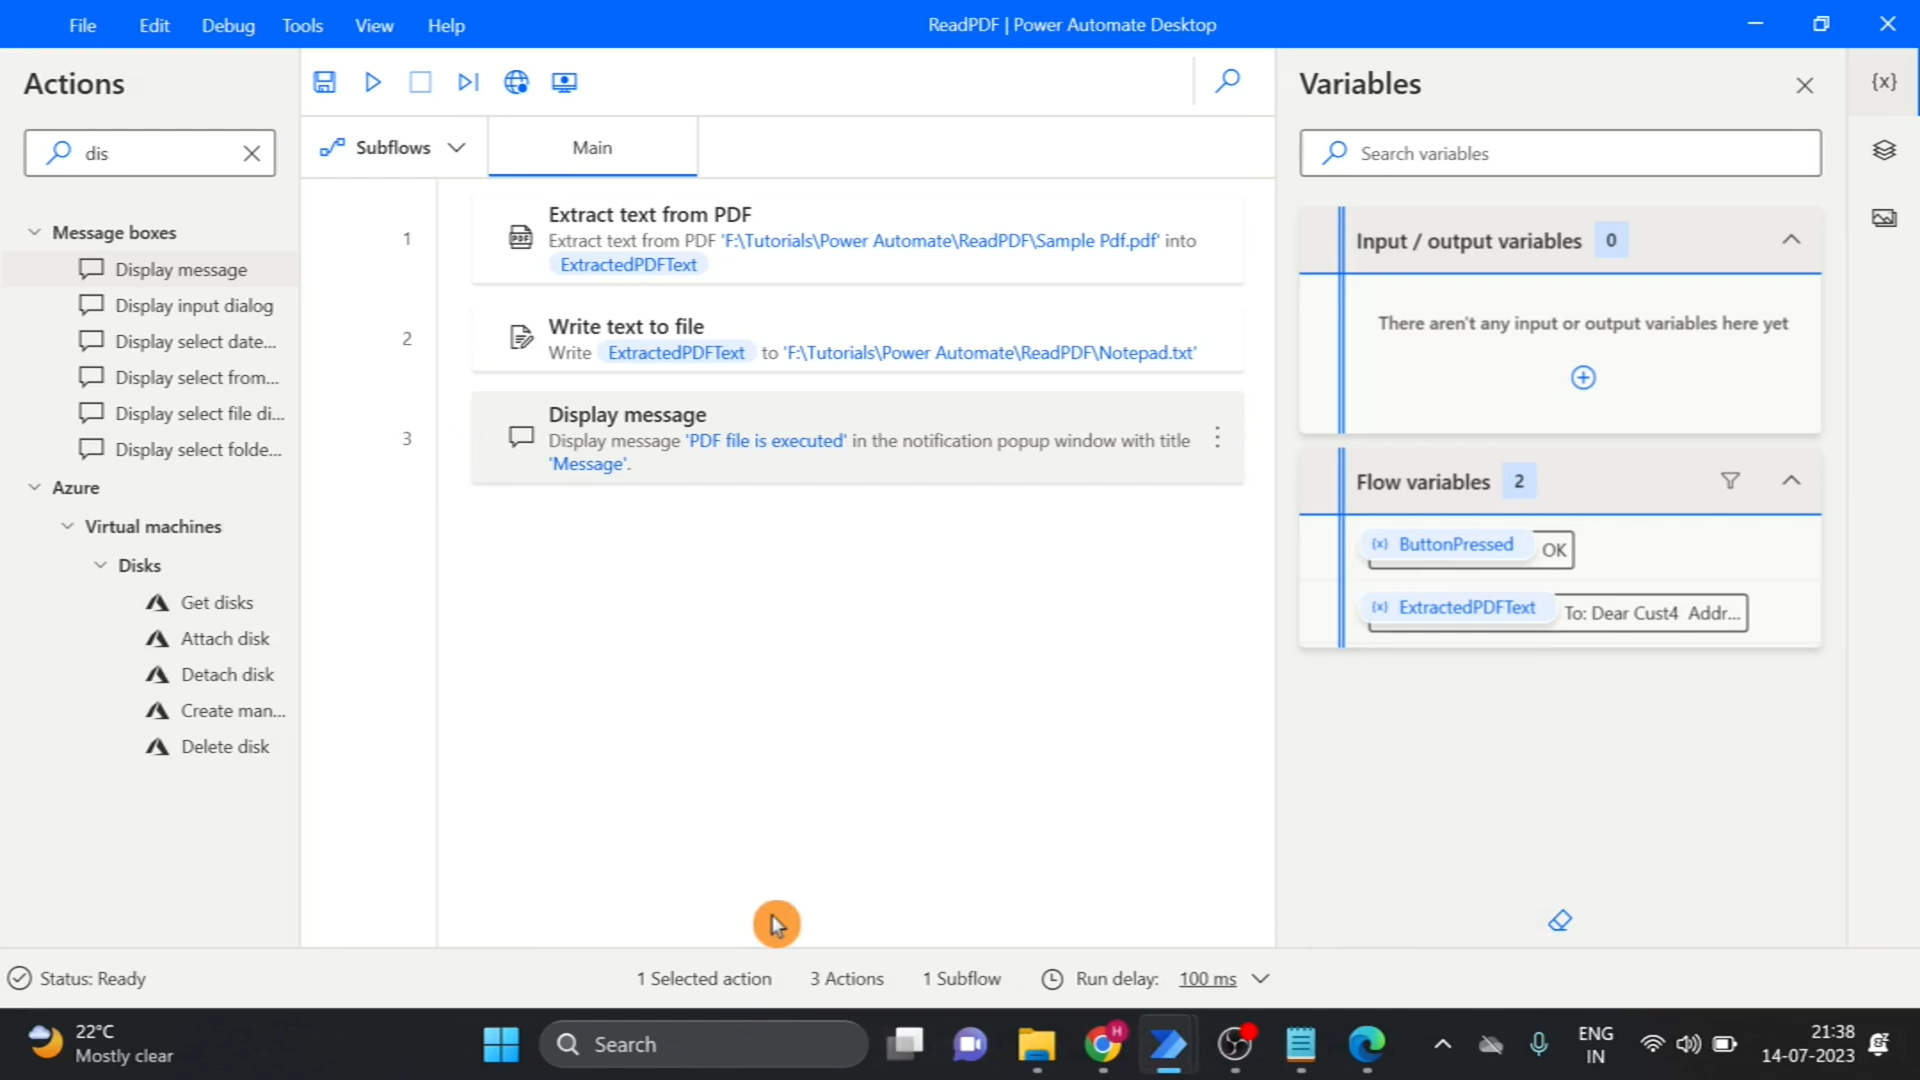 File Edit Debug Tools View Help
ReadPDF | Power Automate Desktop
Actions
dis
Message boxes
Display message
Display input dialog
Display select date...
Display select from...
Display select file di...
Display select folde...
Azure
Virtual machines
Disks
Get disks
Attach disk
Detach disk
Create man...
Delete disk
Subflows
Main
1
Extract text from PDF
Extract text from PDF 'F:\Tutorials\Power Automate\ReadPDF\Sample Pdf.pdf' into
ExtractedPDFText
2
Write text to file
Write ExtractedPDFText to 'F:\Tutorials\Power Automate\ReadPDF\Notepad.txt'
3
Display message
Display message 'PDF file is executed' in the notification popup window with title
'Message'.
Variables
{x}
Search variables
Input / output variables 0
There aren't any input or output variables here yet
Flow variables 2
{x} ButtonPressed OK
{x} ExtractedPDFText To: Dear Cust4 Addr...
Status: Ready
1 Selected action 3 Actions 1 Subflow Run delay: 100 ms
22°C
Mostly clear
Search
H
ENG
IN
21:38
14-07-2023